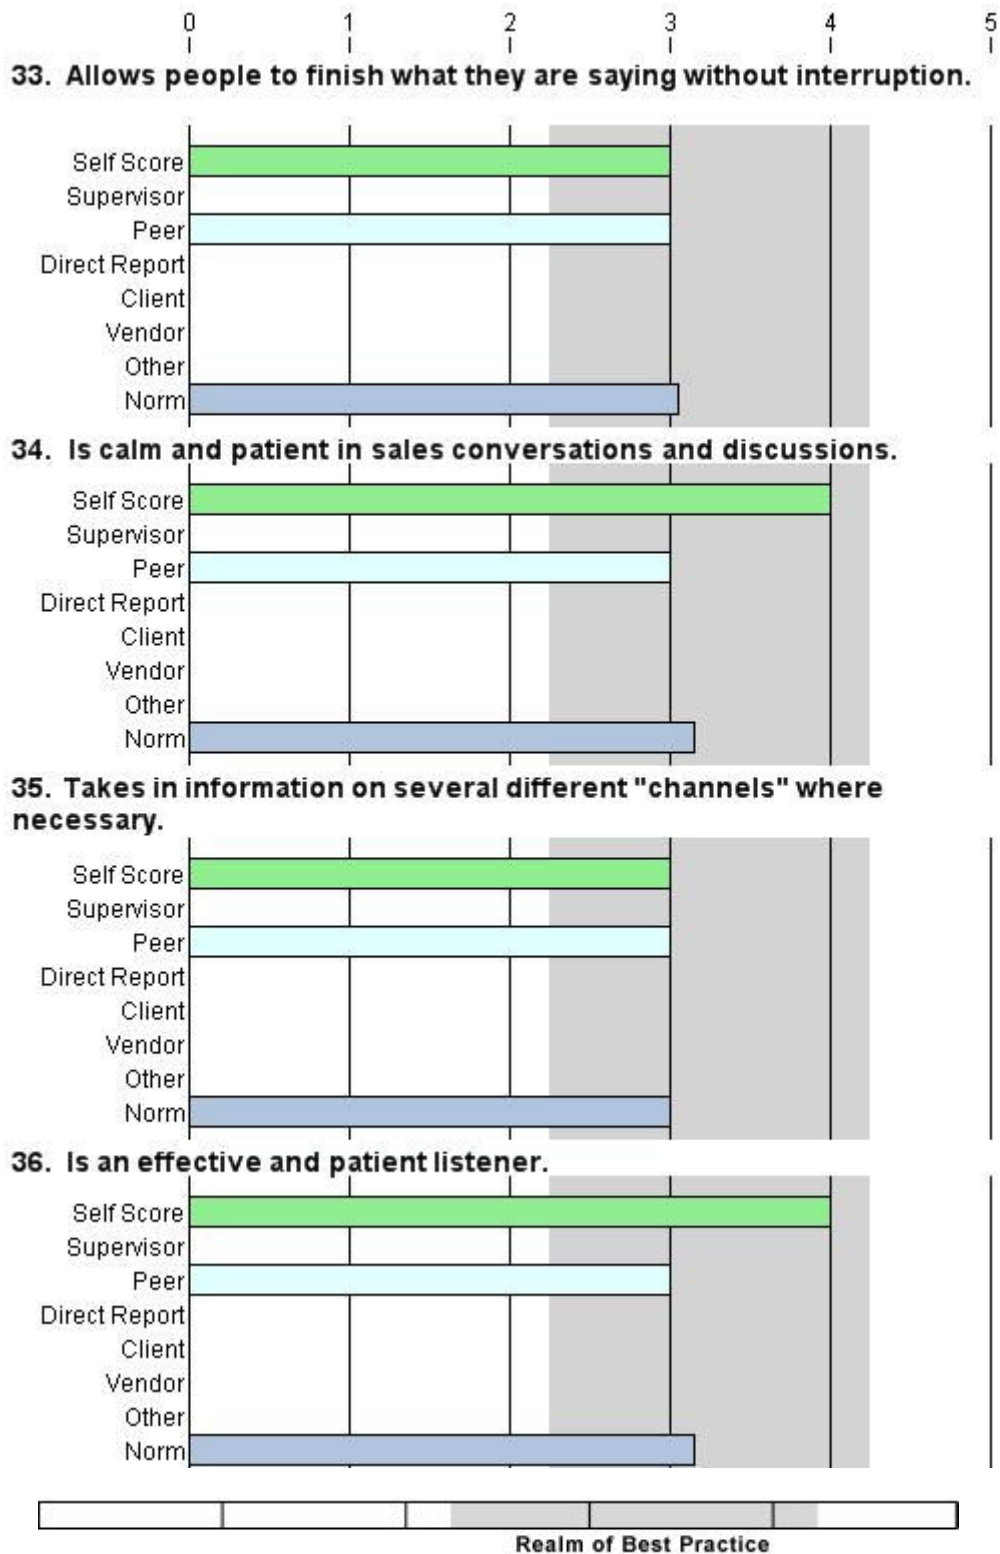 0 1 2 3 4 5
33. Allows people to finish what they are saying without interruption.
Self Score
Supervisor
Peer
Direct Report
Client
Vendor
Other
Norm
34. Is calm and patient in sales conversations and discussions.
Self Score
Supervisor
Peer
Direct Report
Client
Vendor
Other
Norm
35. Takes in information on several different "channels" where
necessary.
Self Score
Supervisor
Peer
Direct Report
Client
Vendor
Other
Norm
36. Is an effective and patient listener.
Self Score
Supervisor
Peer
Direct Report
Client
Vendor
Other
Norm
Realm of Best Practice